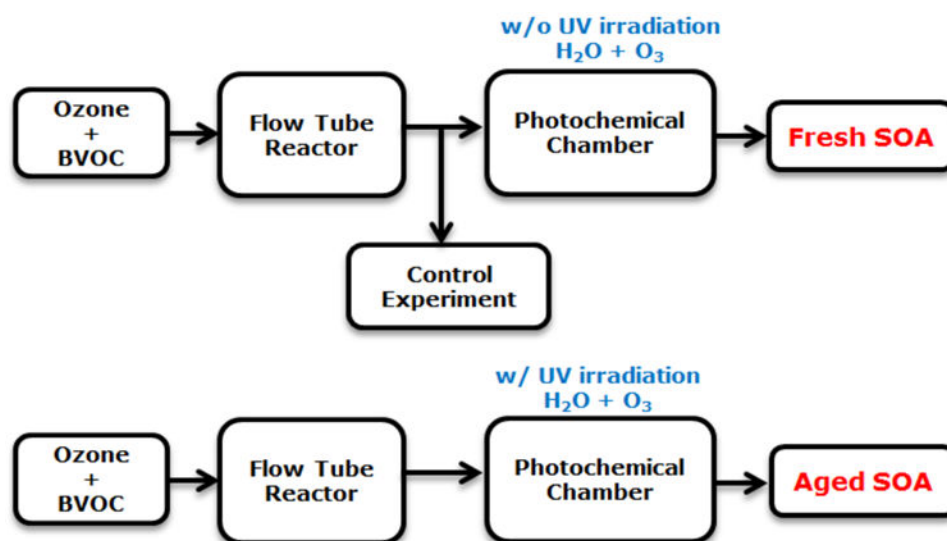 w/o UV irradiation
H₂O + O₃
Ozone
+
BVOC
Flow Tube
Reactor
Photochemical
Chamber
Fresh SOA
Control
Experiment
w/ UV irradiation
H₂O + O₃
Ozone
+
BVOC
Flow Tube
Reactor
Photochemical
Chamber
Aged SOA